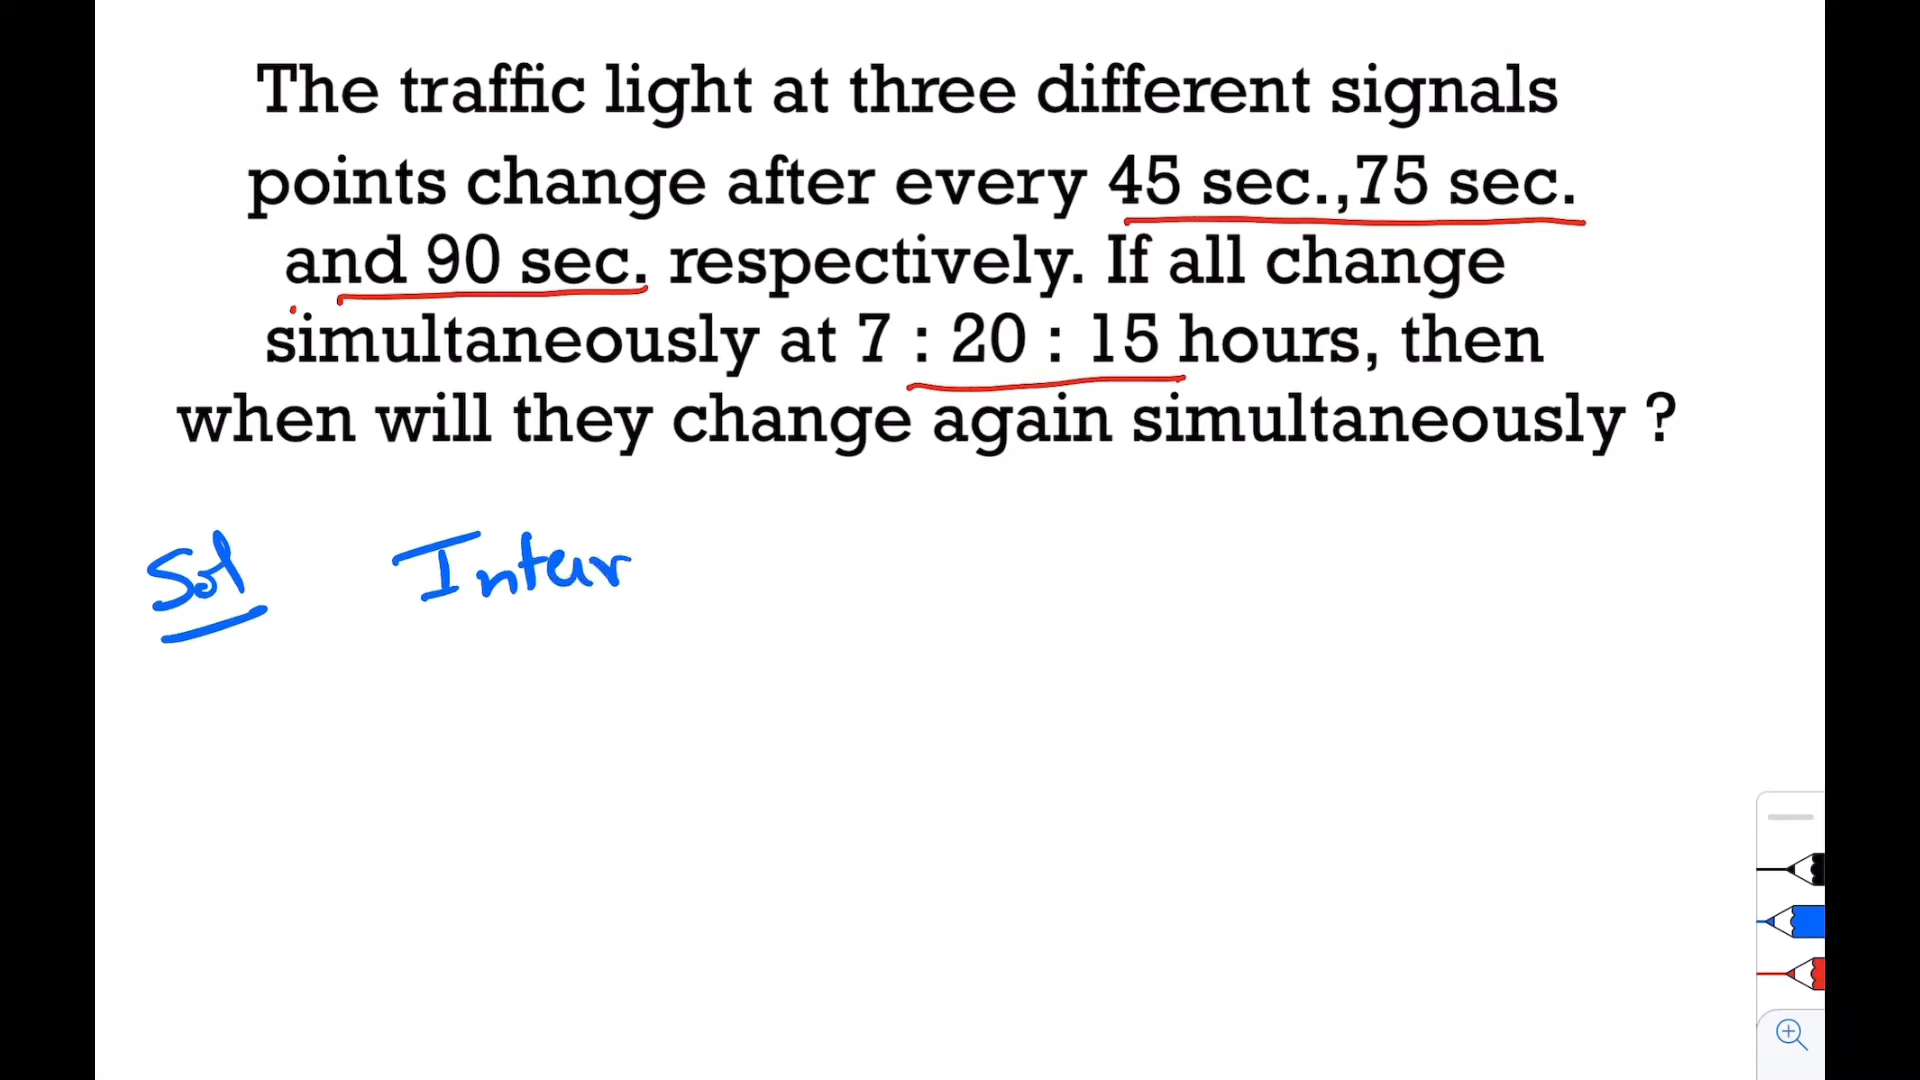 The traffic light at three different signals
points change after every 45 sec.,75 sec.
and 90 sec. respectively. If all change
simultaneously at 7 : 20 : 15 hours, then
when will they change again simultaneously ?
Sol Inter